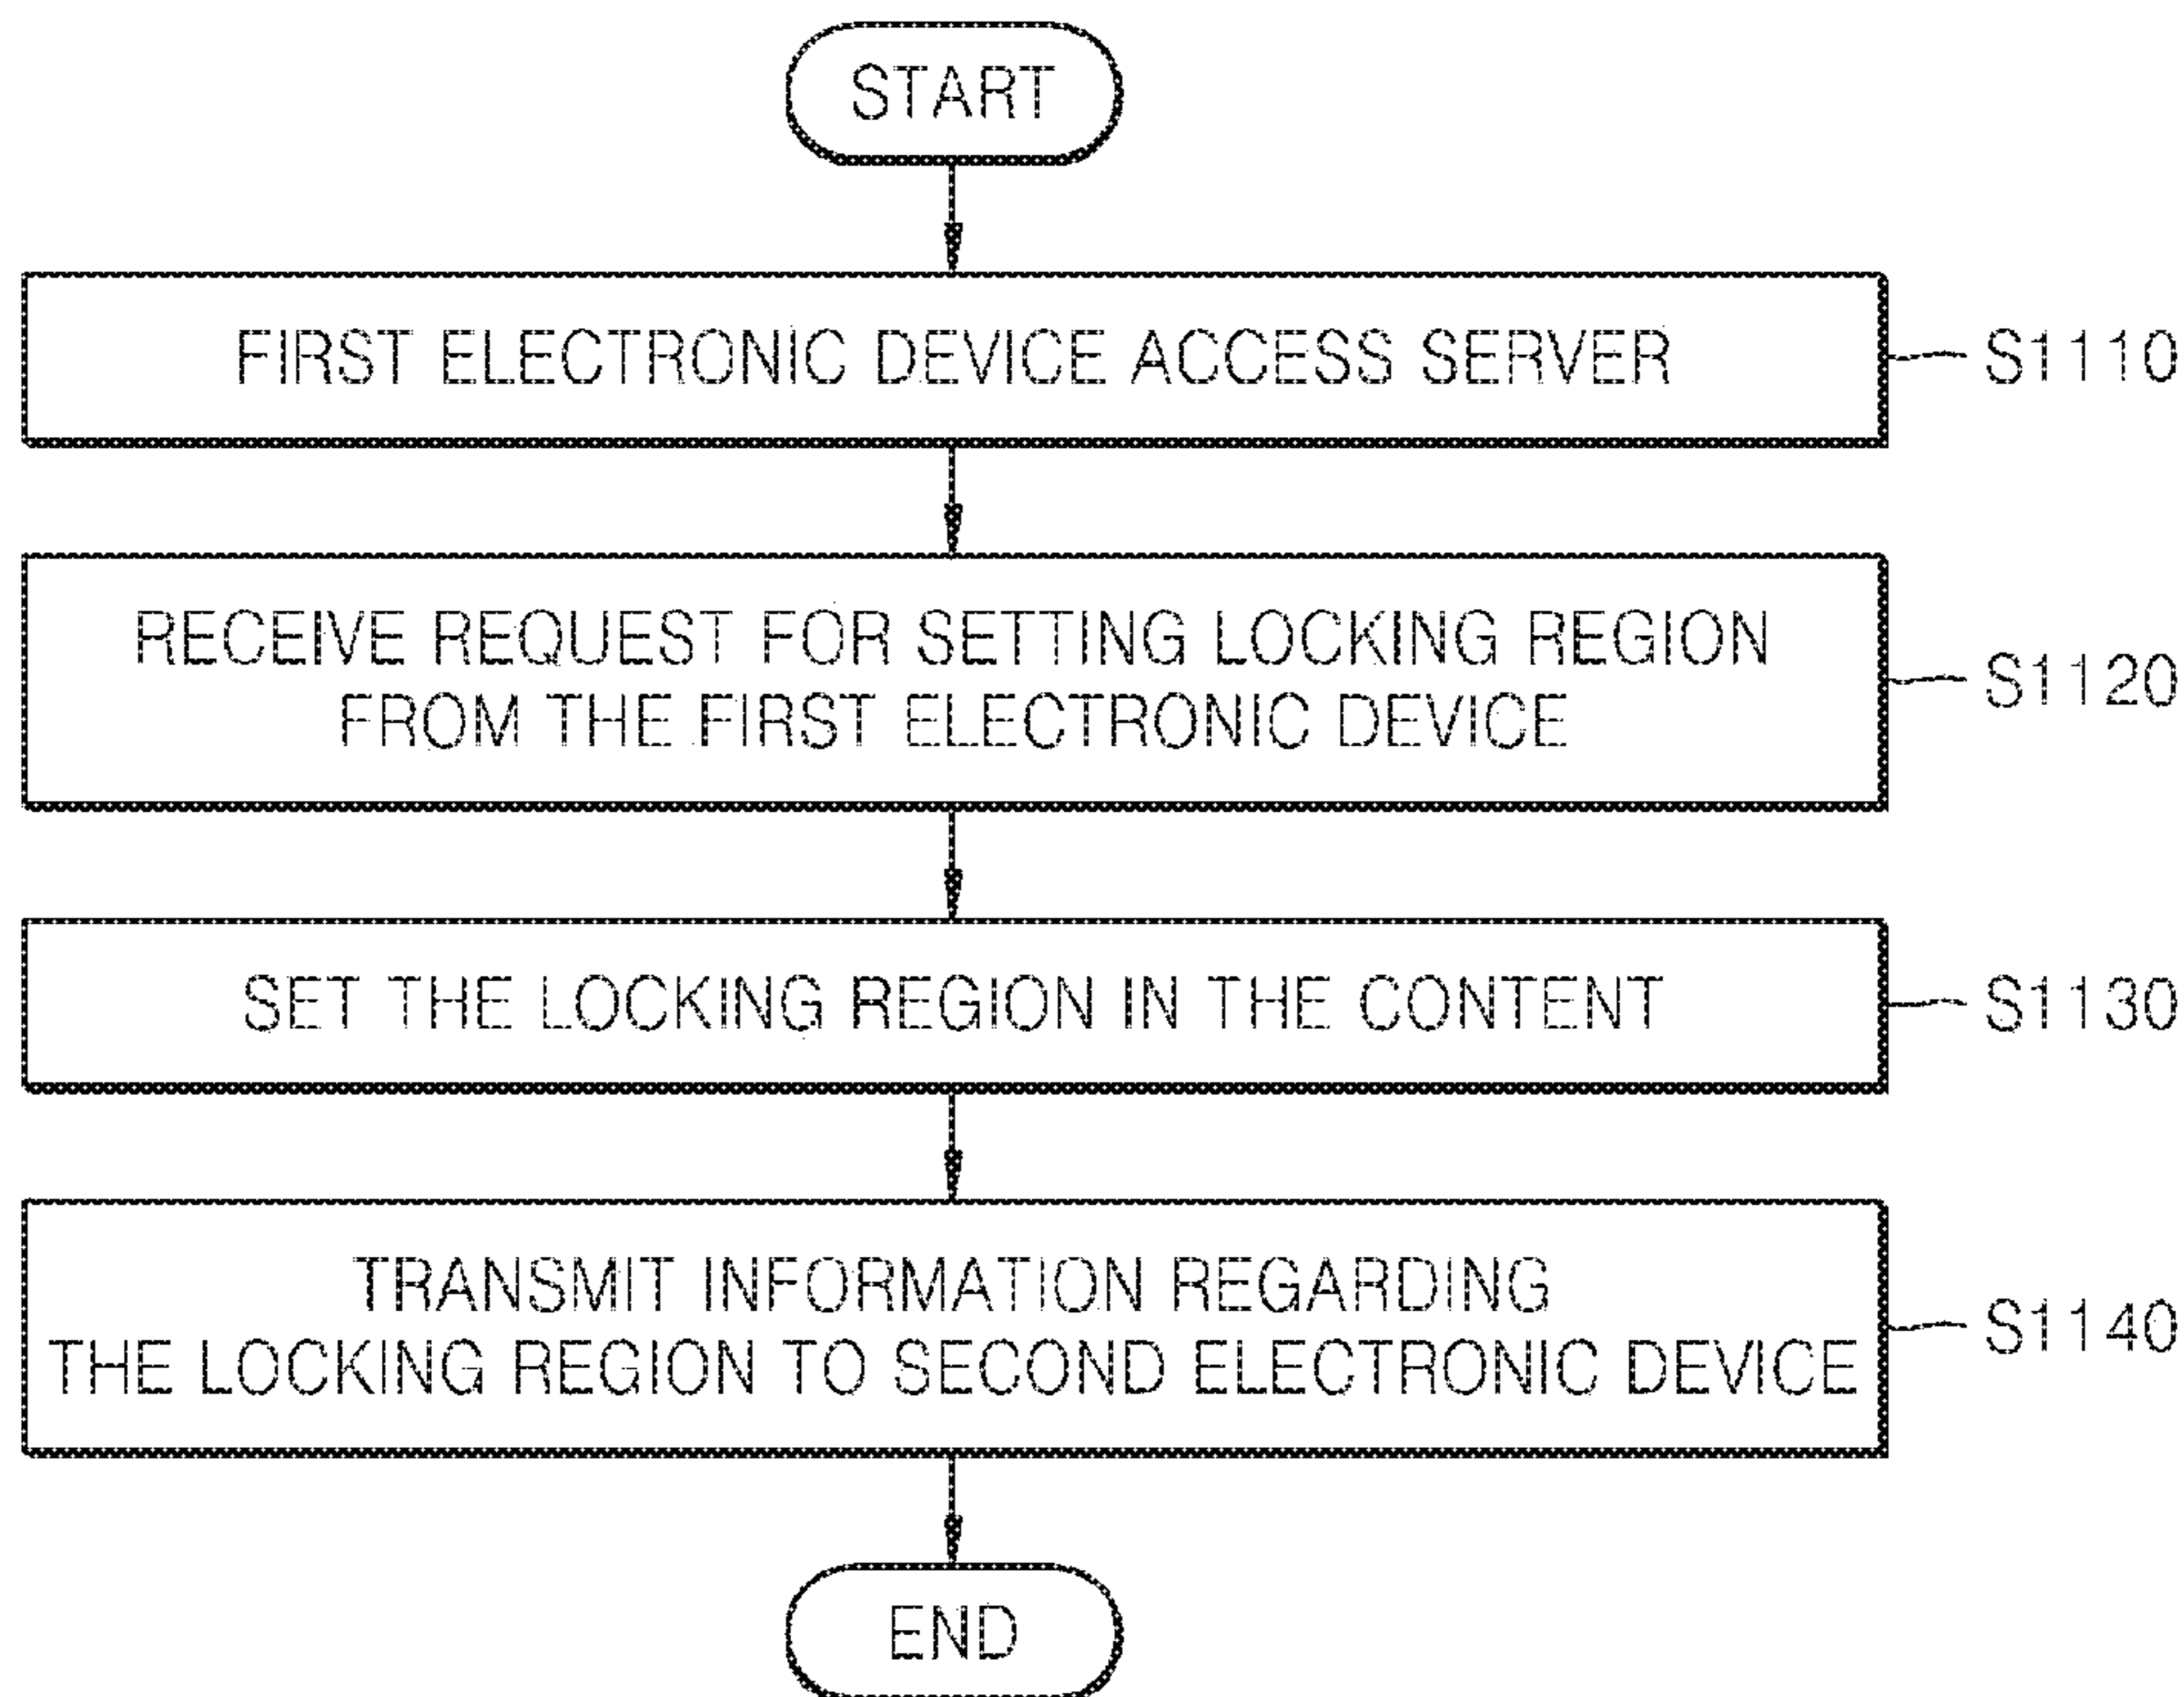 START
FIRST ELECTRONIC DEVICE ACCESS SERVER
S1110
RECEIVE REQUEST FOR SETTING LOCKING REGION
FROM THE FIRST ELECTRONIC DEVICE
S1120
SET THE LOCKING REGION IN THE CONTENT
S1130
TRANSMIT INFORMATION REGARDING
THE LOCKING REGION TO SECOND ELECTRONIC DEVICE
S1140
END